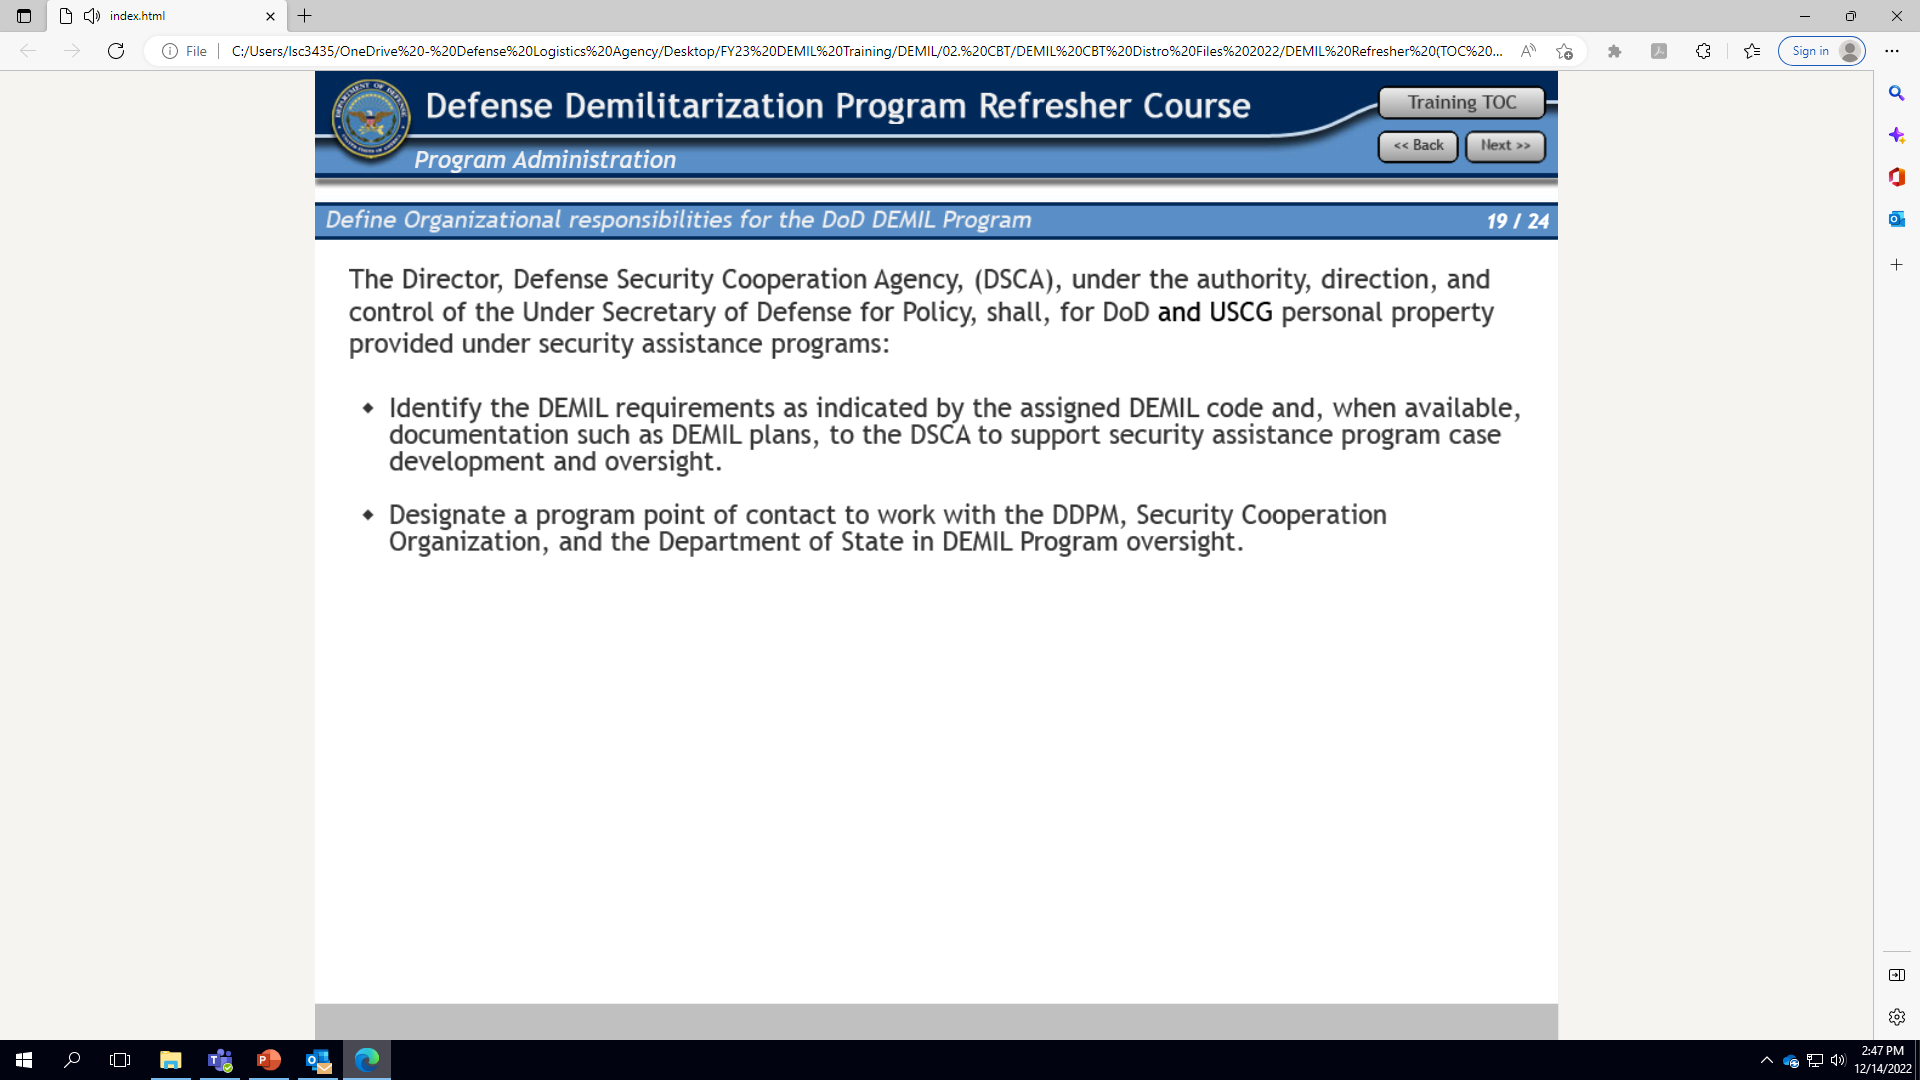 index.html
File
C:/Users/lsc3435/OneDrive%20-%20Defense%20Logistics%20Agency/Desktop/FY23%20DEMIL%20Training/DEMIL/02.%20CBT/DEMIL%20CBT%20Distro%20Files%202022/DEMIL%20Refresher%20(TOC%20...
Sign in
Defense Demilitarization Program Refresher Course
Training TOC
<< Back
Next >>
Program Administration
Define Organizational responsibilities for the DoD DEMIL Program
19 / 24
The Director, Defense Security Cooperation Agency, (DSCA), under the authority, direction, and
control of the Under Secretary of Defense for Policy, shall, for DoD and USCG personal property
provided under security assistance programs:
Identify the DEMIL requirements as indicated by the assigned DEMIL code and, when available,
documentation such as DEMIL plans, to the DSCA to support security assistance program case
development and oversight.
Designate a program point of contact to work with the DDPM, Security Cooperation
Organization, and the Department of State in DEMIL Program oversight.
2:47 PM
12/14/2022